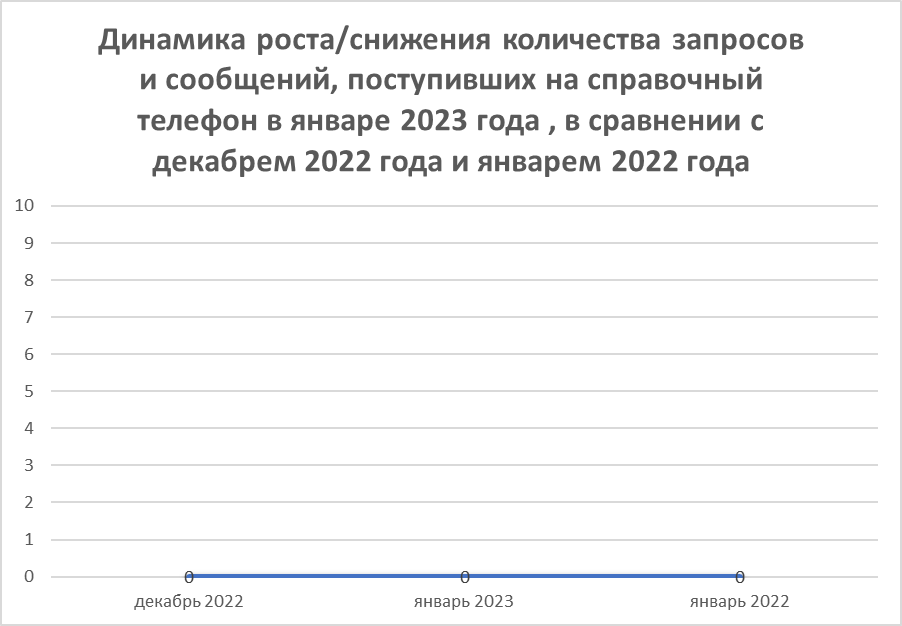 Динамика роста/снижения количества запросов
и сообщений, поступивших на справочный
телефон в январе 2023 года , в сравнении с
декабрем 2022 года и январем 2022 года
10
9
8
7
6
5
4
3
2
1
0
0 0 0
декабрь 2022 январь 2023 январь 2022